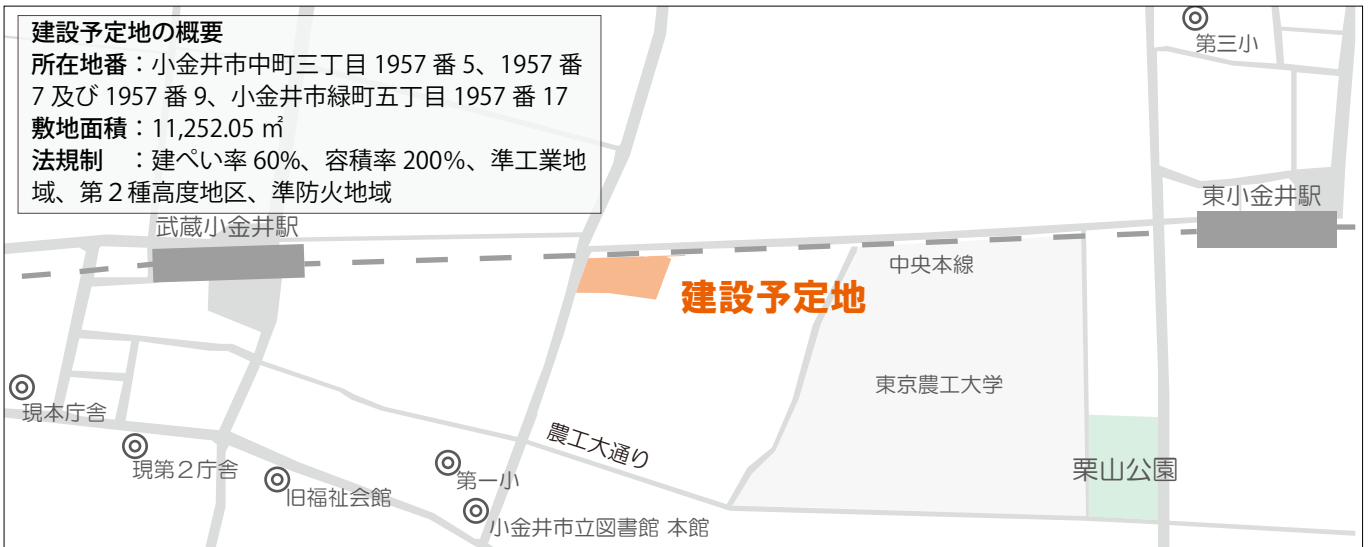 建設予定地の概要
所在地番：小金井市中町三丁目 1957 番 5、1957 番
7 及び 1957 番 9、小金井市緑町五丁目 1957 番 17
敷地面積：11,252.05 ㎡
法規制　：建ぺい率 60%、容積率 200%、準工業地
域、第２種高度地区、準防火地域
第三小
武蔵小金井駅
東小金井駅
中央本線
建設予定地
東京農工大学
現本庁舎
農工大通り
現第２庁舎
旧福祉会館
第一小
栗山公園
小金井市立図書館 本館